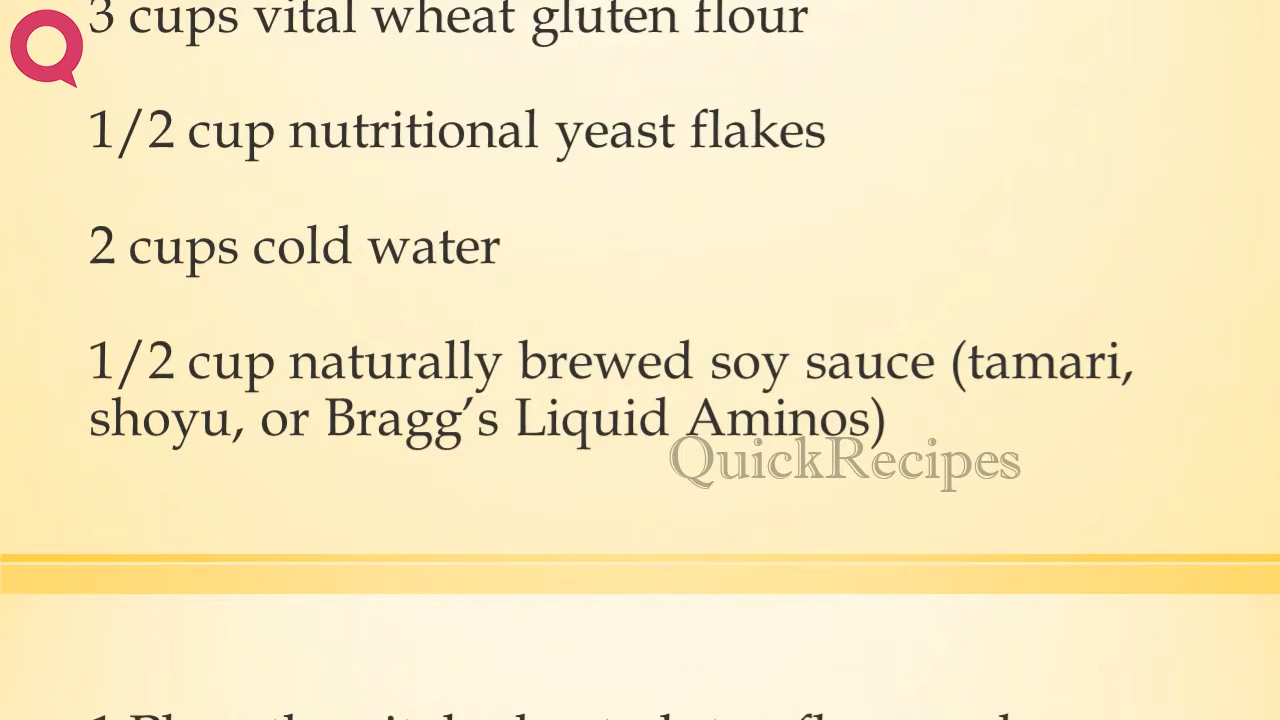 3 cups vital wheat gluten flour
1/2 cup nutritional yeast flakes
2 cups cold water
1/2 cup naturally brewed soy sauce (tamari,
shoyu, or Bragg’s Liquid Aminos)
QuickRecipes